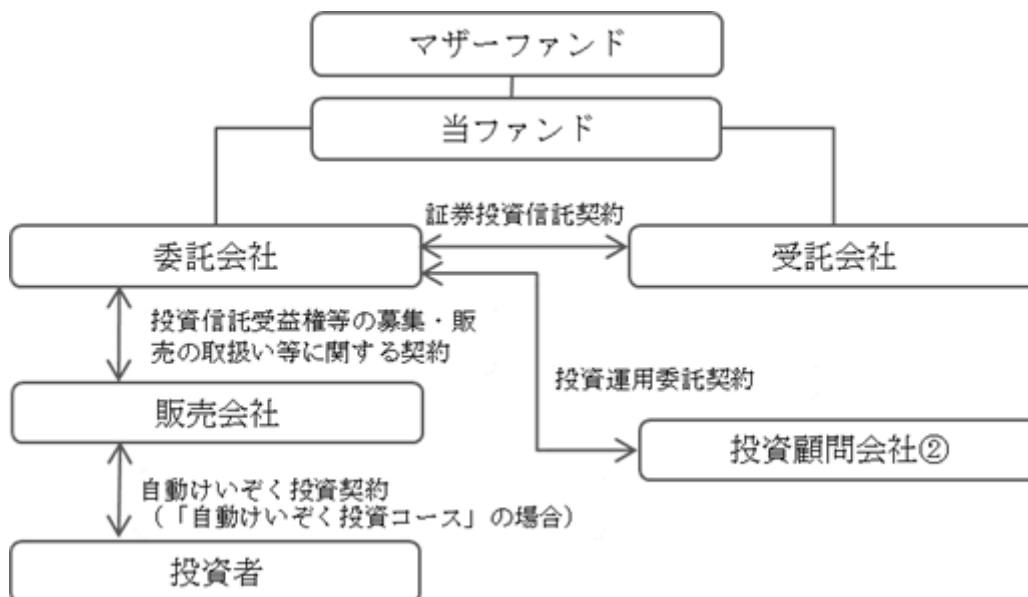 マザーファンド
当ファンド
証券投資信託契約
委託会社
受託会社
投資信託受益権等の募集・販
売の取扱い等に関する契約
投資運用委託契約
販売会社
投資顧問会社②
自動けいぞく投資契約
（「自動けいぞく投資コース」の場合）
投資者